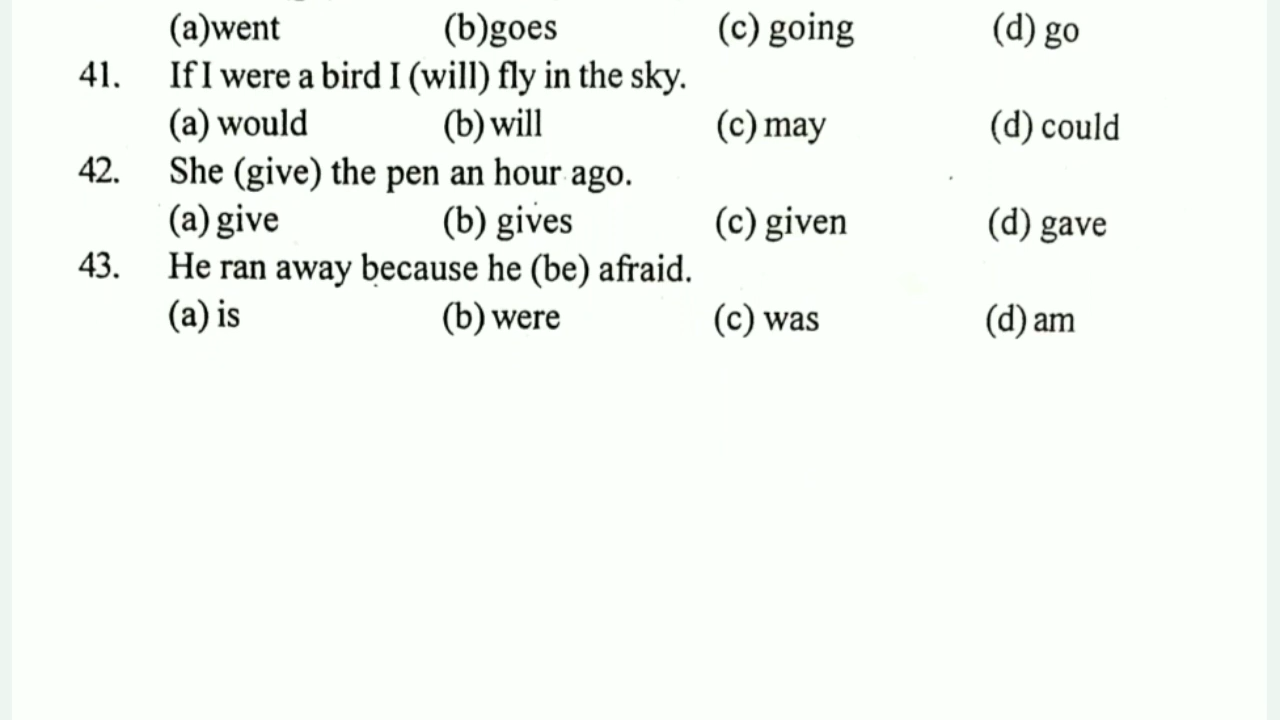 (a)went (b)goes (c) going (d) go
41. If I were a bird I (will) fly in the sky.
(a) would (b) will (c) may (d) could
42. She (give) the pen an hour ago.
(a) give (b) gives (c) given (d) gave
43. He ran away because he (be) afraid.
(a) is (b) were (c) was (d) am